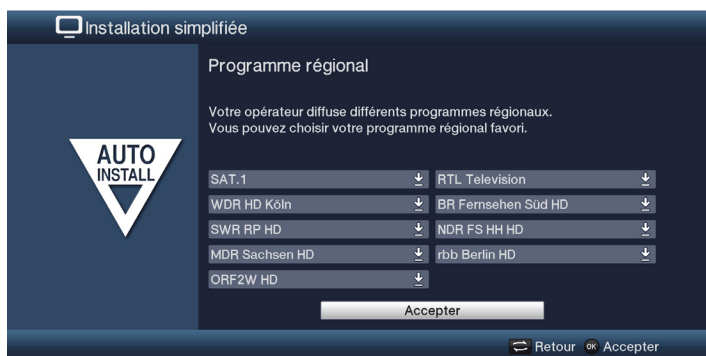 Installation simplifiée
Programme régional
Votre opérateur diffuse différents programmes régionaux.
Vous pouvez choisir votre programme régional favori.
AUTO
INSTALL
SAT.1
RTL Television
WDR HD Köln
BR Fernsehen Süd HD
SWR RP HD
NDR FS HH HD
MDR Sachsen HD
rbb Berlin HD
ORF2W HD
Accepter
Retour OK Accepter